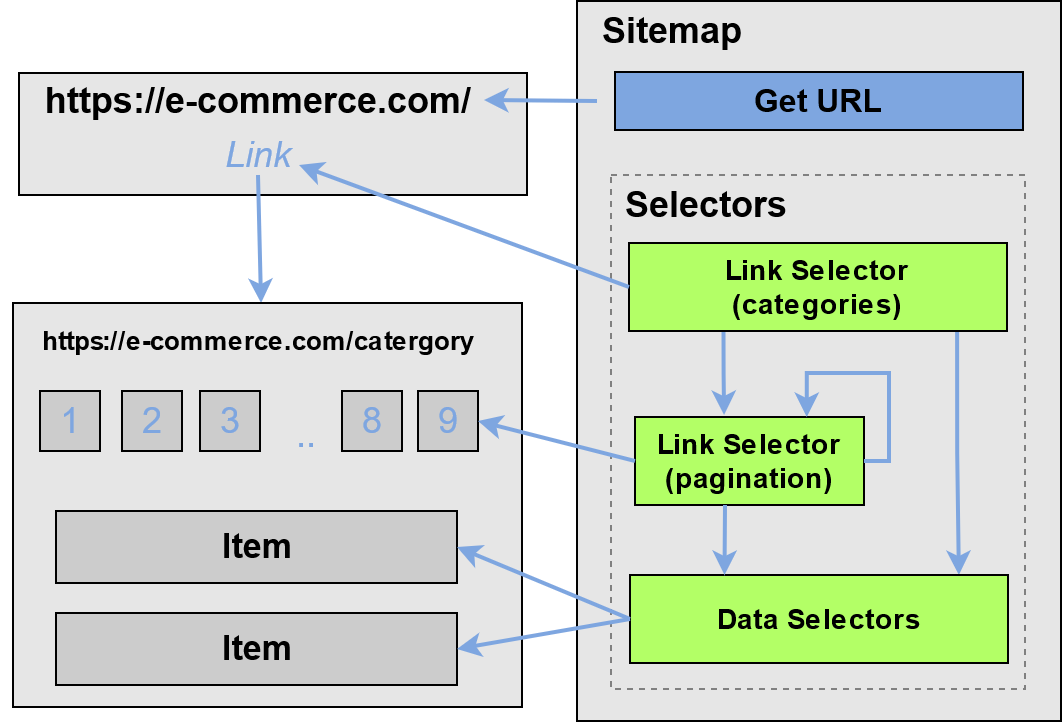 Sitemap
Get URL
https://e-commerce.com/
Link
Selectors
Link Selector
(categories)
https://e-commerce.com/catergory
1 2 3 .. 8 9
Link Selector
(pagination)
Item
Item
Data Selectors